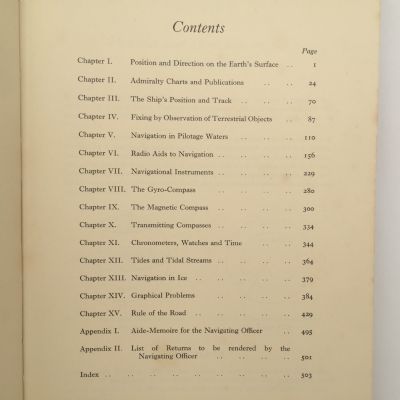 Contents
Page
Chapter I. Position and Direction on the Earth's Surface .. 1
Chapter II. Admiralty Charts and Publications .. .. 24
Chapter III. The Ship's Position and Track .. .. .. 70
Chapter IV. Fixing by Observation of Terrestrial Objects .. 87
Chapter V. Navigation in Pilotage Waters .. .. .. 110
Chapter VI. Radio Aids to Navigation .. .. .. .. 156
Chapter VII. Navigational Instruments .. .. .. .. 229
Chapter VIII. The Gyro-Compass .. .. .. .. 280
Chapter IX. The Magnetic Compass .. .. .. .. 300
Chapter X. Transmitting Compasses .. .. .. .. 334
Chapter XI. Chronometers, Watches and Time .. .. 344
Chapter XII. Tides and Tidal Streams .. .. .. .. 364
Chapter XIII. Navigation in Ice .. .. .. .. .. 379
Chapter XIV. Graphical Problems .. .. .. .. 384
Chapter XV. Rule of the Road .. .. .. .. .. 429
Appendix I. Aide-Memoire for the Navigating Officer .. 495
Appendix II. List of Returns to be rendered by the
Navigating Officer .. .. .. .. 501
Index .. .. .. .. .. .. .. .. 503